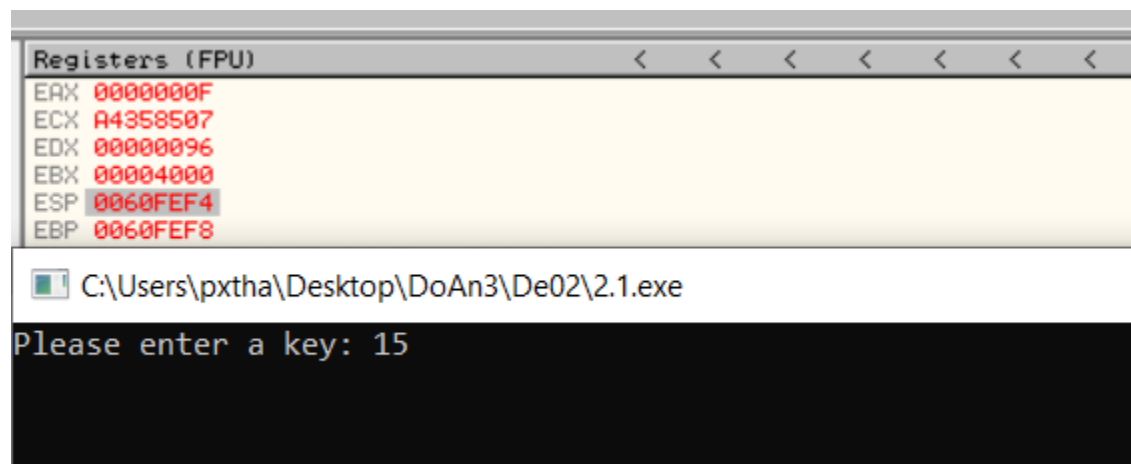 Registers (FPU) < < < < < < <
EAX 0000000F
ECX A4358507
EDX 00000096
EBX 00004000
ESP 0060FEF4
EBP 0060FEF8
C:\Users\pxtha\Desktop\DoAn3\De02\2.1.exe
Please enter a key: 15